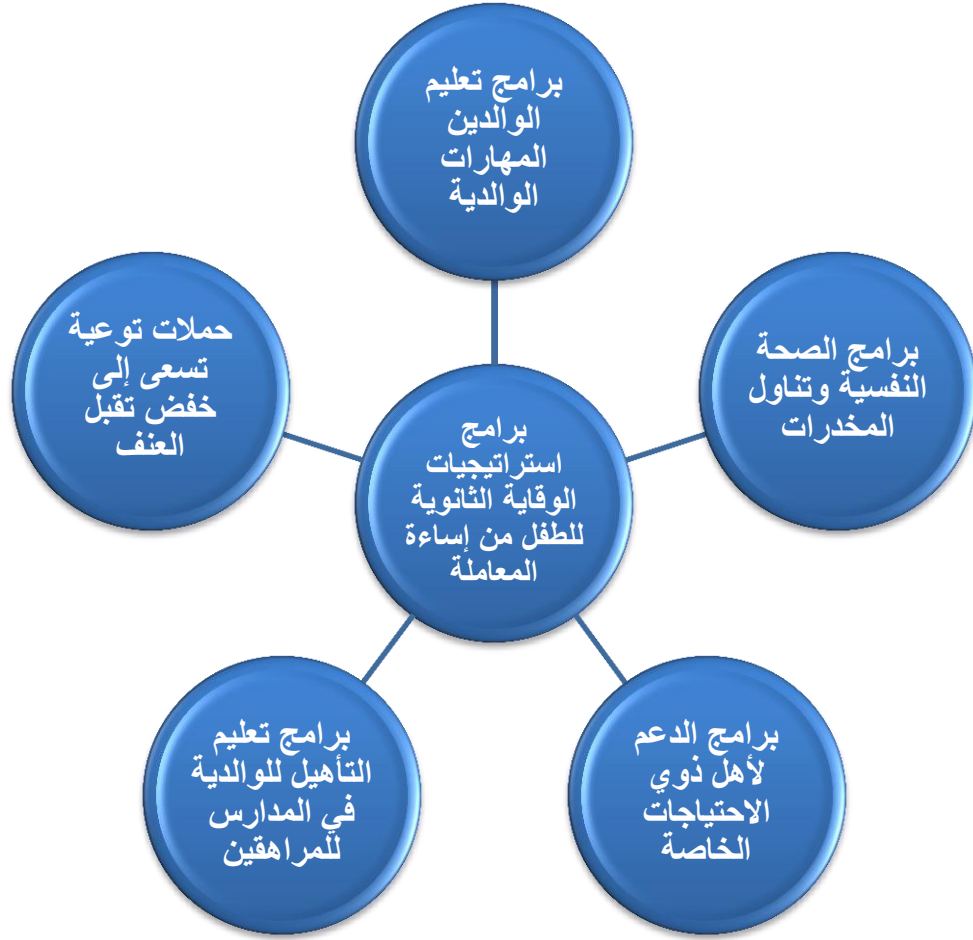 برامج تعليم
الوالدين
المهارات
الوالدية
برامج الصحة
النفسية وتناول
المخدرات
حملات توعية
تسعى إلى
خفض تقبل
العنف
برامج
استراتيجيات
الوقاية الثانوية
للطفل من إساءة
المعاملة
برامج الدعم
لأهل ذوي
الاحتياجات
الخاصة
برامج تعليم
التأهيل للوالدية
في المدارس
للمراهقين